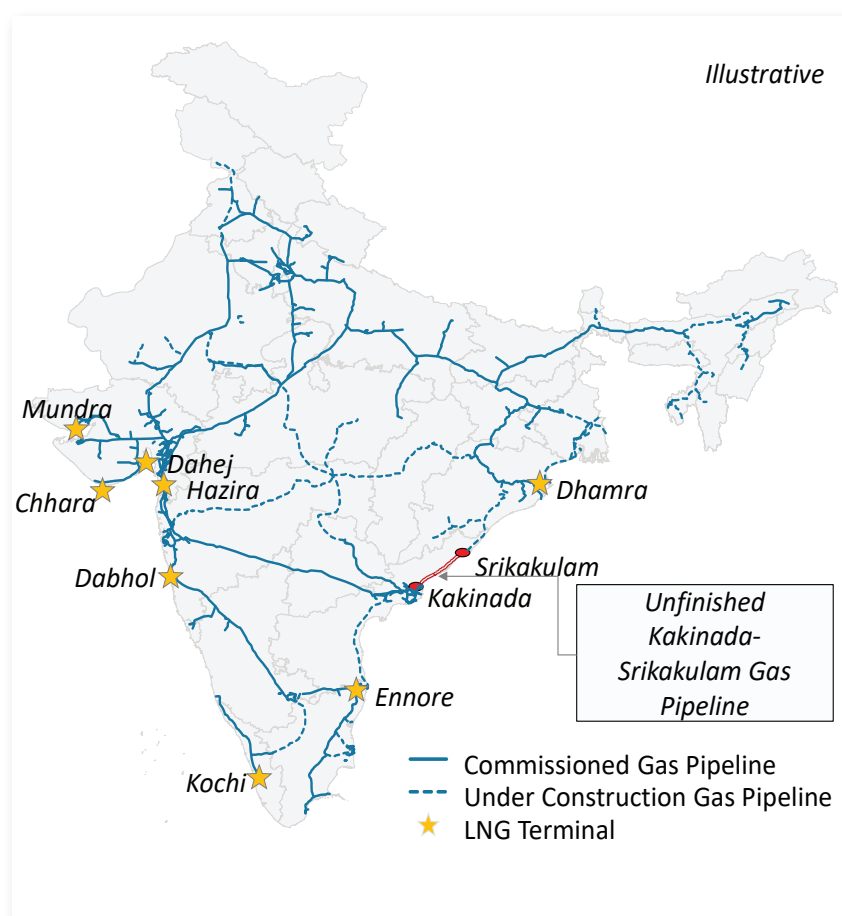 Illustrative
Mundra
Dahej
Hazira
Chhara
Dhamra
Dabhol
Srikakulam
Kakinada
Unfinished
Kakinada-
Srikakulam Gas
Pipeline
Ennore
Kochi
Commissioned Gas Pipeline
Under Construction Gas Pipeline
LNG Terminal